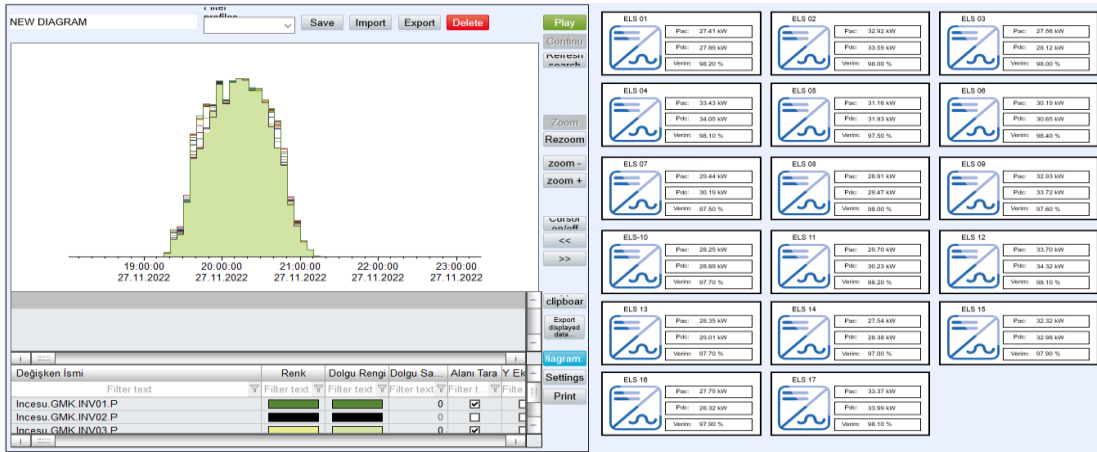 NEW DIAGRAM
Filter profiles
Save
Import
Export
Delete
Play
Continu
Refresh search
Zoom
Rezoom
zoom -
zoom +
Cursor on/off
<<
>>
19:00:00 20:00:00 21:00:00 22:00:00 23:00:00
27.11.2022 27.11.2022 27.11.2022 27.11.2022 27.11.2022
clipboar
Export
displayed
data...
iagram
Settings
Print
Değişken İsmi Renk Dolgu Rengi Dolgu Sa... Alanı Tara Y Ek
Filter text Filter text Filter text Filter text Filter t... Filte
Incesu.GMK.INV01.P 0
Incesu.GMK.INV02.P 0
Incesu.GMK.INV03.P 0
ELS 01
Pac: 27.41 kW
Pdc: 27.89 kW
Verim: 98.20 %
ELS 02
Pac: 32.92 kW
Pdc: 33.59 kW
Verim: 98.00 %
ELS 03
Pac: 27.56 kW
Pdc: 28.12 kW
Verim: 98.00 %
ELS 04
Pac: 33.43 kW
Pdc: 34.05 kW
Verim: 98.10 %
ELS 05
Pac: 31.16 kW
Pdc: 31.93 kW
Verim: 97.50 %
ELS 06
Pac: 30.19 kW
Pdc: 30.65 kW
Verim: 98.40 %
ELS 07
Pac: 29.44 kW
Pdc: 30.19 kW
Verim: 97.50 %
ELS 08
Pac: 28.91 kW
Pdc: 29.47 kW
Verim: 98.00 %
ELS 09
Pac: 32.93 kW
Pdc: 33.72 kW
Verim: 97.60 %
ELS-10
Pac: 28.25 kW
Pdc: 28.89 kW
Verim: 97.70 %
ELS 11
Pac: 29.70 kW
Pdc: 30.23 kW
Verim: 98.20 %
ELS 12
Pac: 33.70 kW
Pdc: 34.32 kW
Verim: 98.10 %
ELS 13
Pac: 28.35 kW
Pdc: 29.01 kW
Verim: 97.70 %
ELS 14
Pac: 27.54 kW
Pdc: 28.38 kW
Verim: 97.00 %
ELS 15
Pac: 32.32 kW
Pdc: 32.98 kW
Verim: 97.90 %
ELS 16
Pac: 27.75 kW
Pdc: 28.32 kW
Verim: 97.90 %
ELS 17
Pac: 33.37 kW
Pdc: 33.99 kW
Verim: 98.10 %